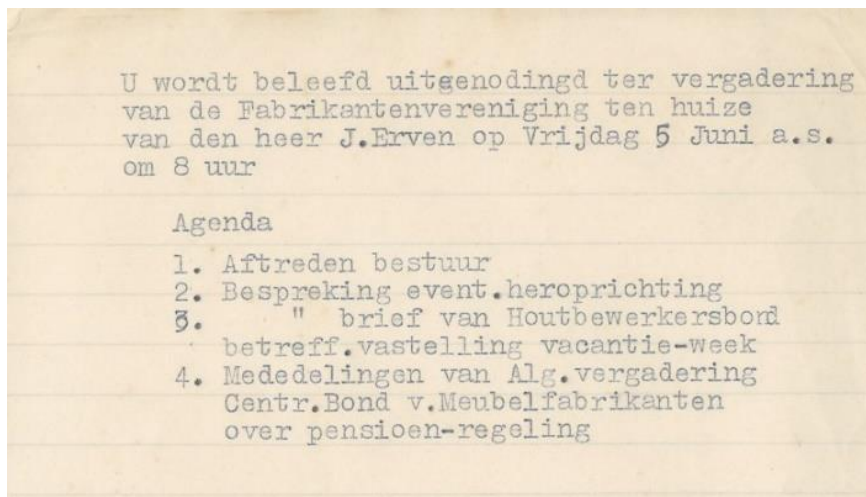 U wordt beleefd uitgenodingd ter vergadering
van de Fabrikantenvereniging ten huize
van den heer J.Erven op Vrijdag 5 Juni a.s.
om 8 uur
Agenda
1. Aftreden bestuur
2. Bespreking event.heroprichting
3. " brief van Houtbewerkersbond
betreff.vastelling vacantie-week
4. Mededelingen van Alg.vergadering
Centr.Bond v.Meubelfabrikanten
over pensioen-regeling